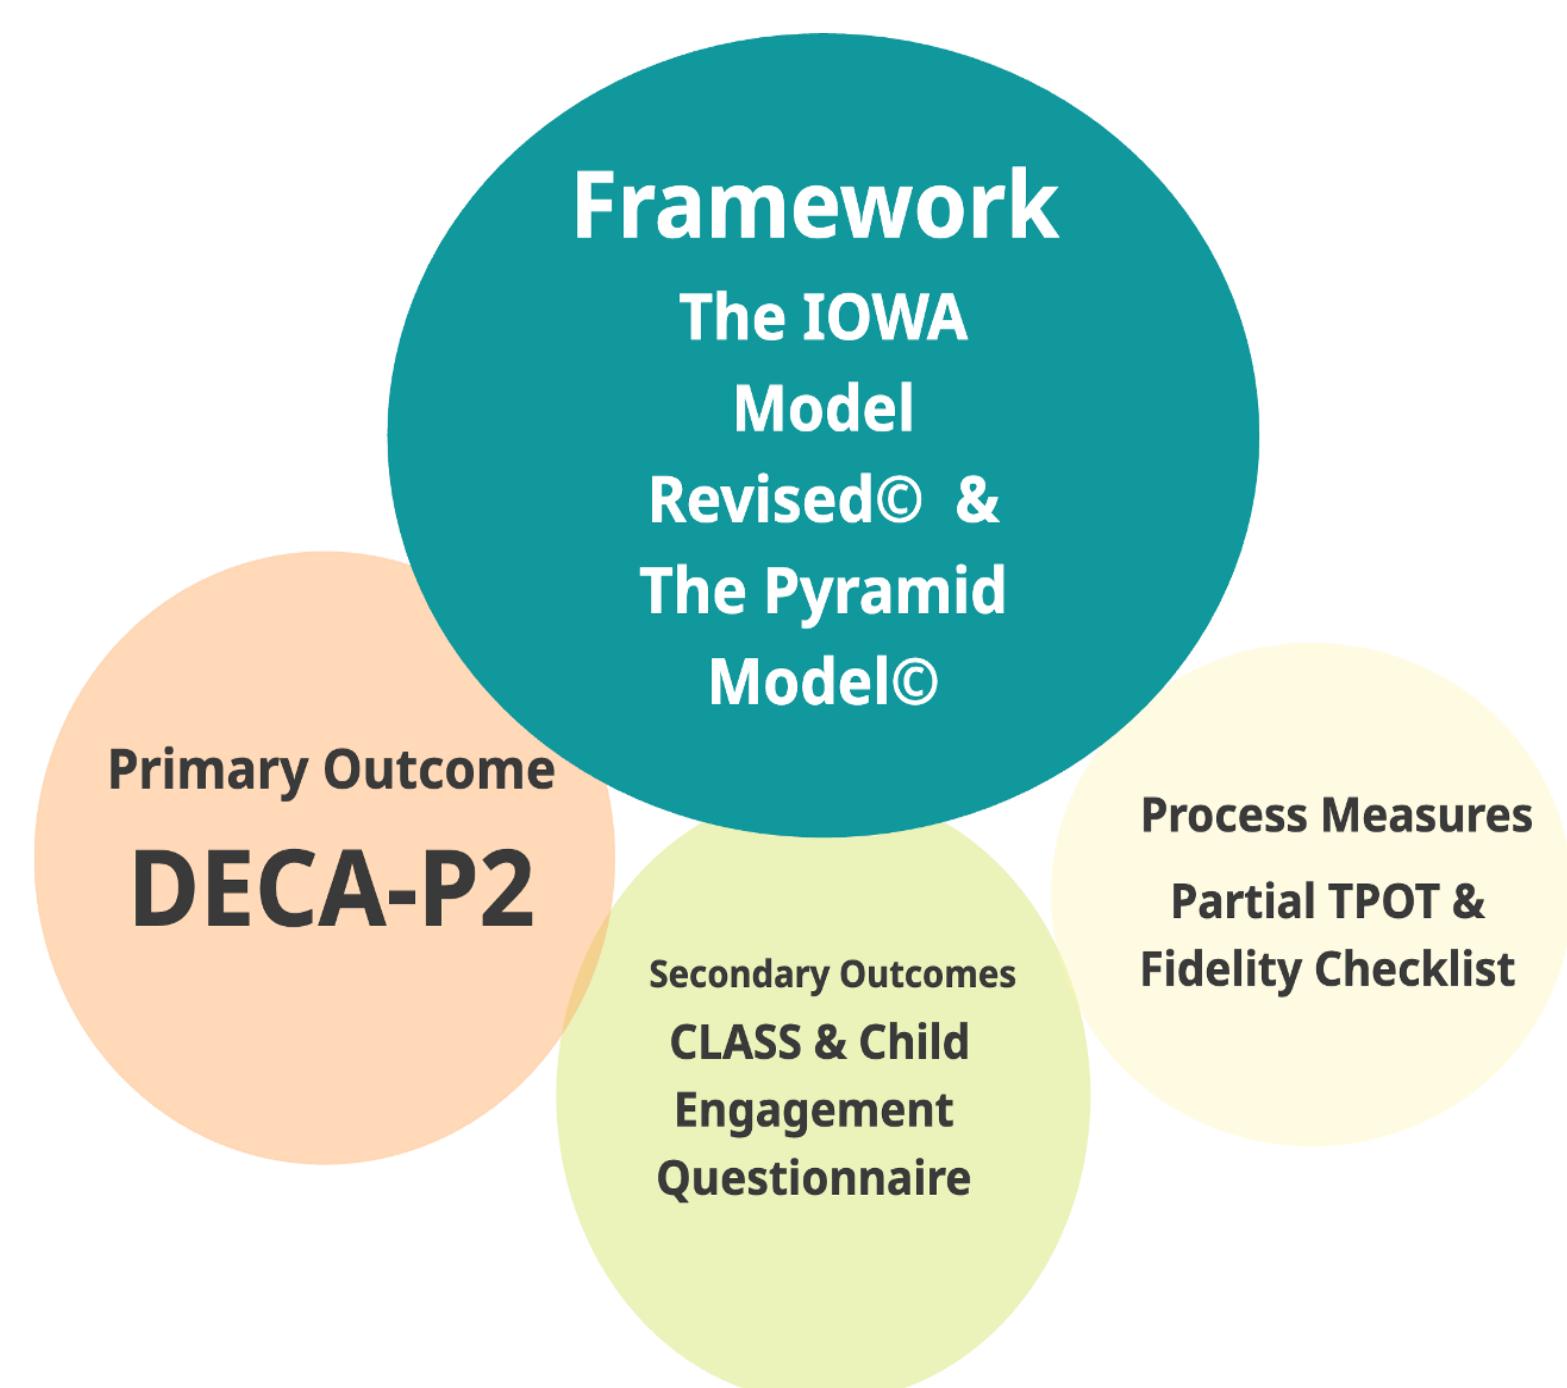 Framework
The IOWA
Model
Revised© &
The Pyramid
Model©
Primary Outcome
DECA-P2
Secondary Outcomes
CLASS & Child
Engagement
Questionnaire
Process Measures
Partial TPOT &
Fidelity Checklist